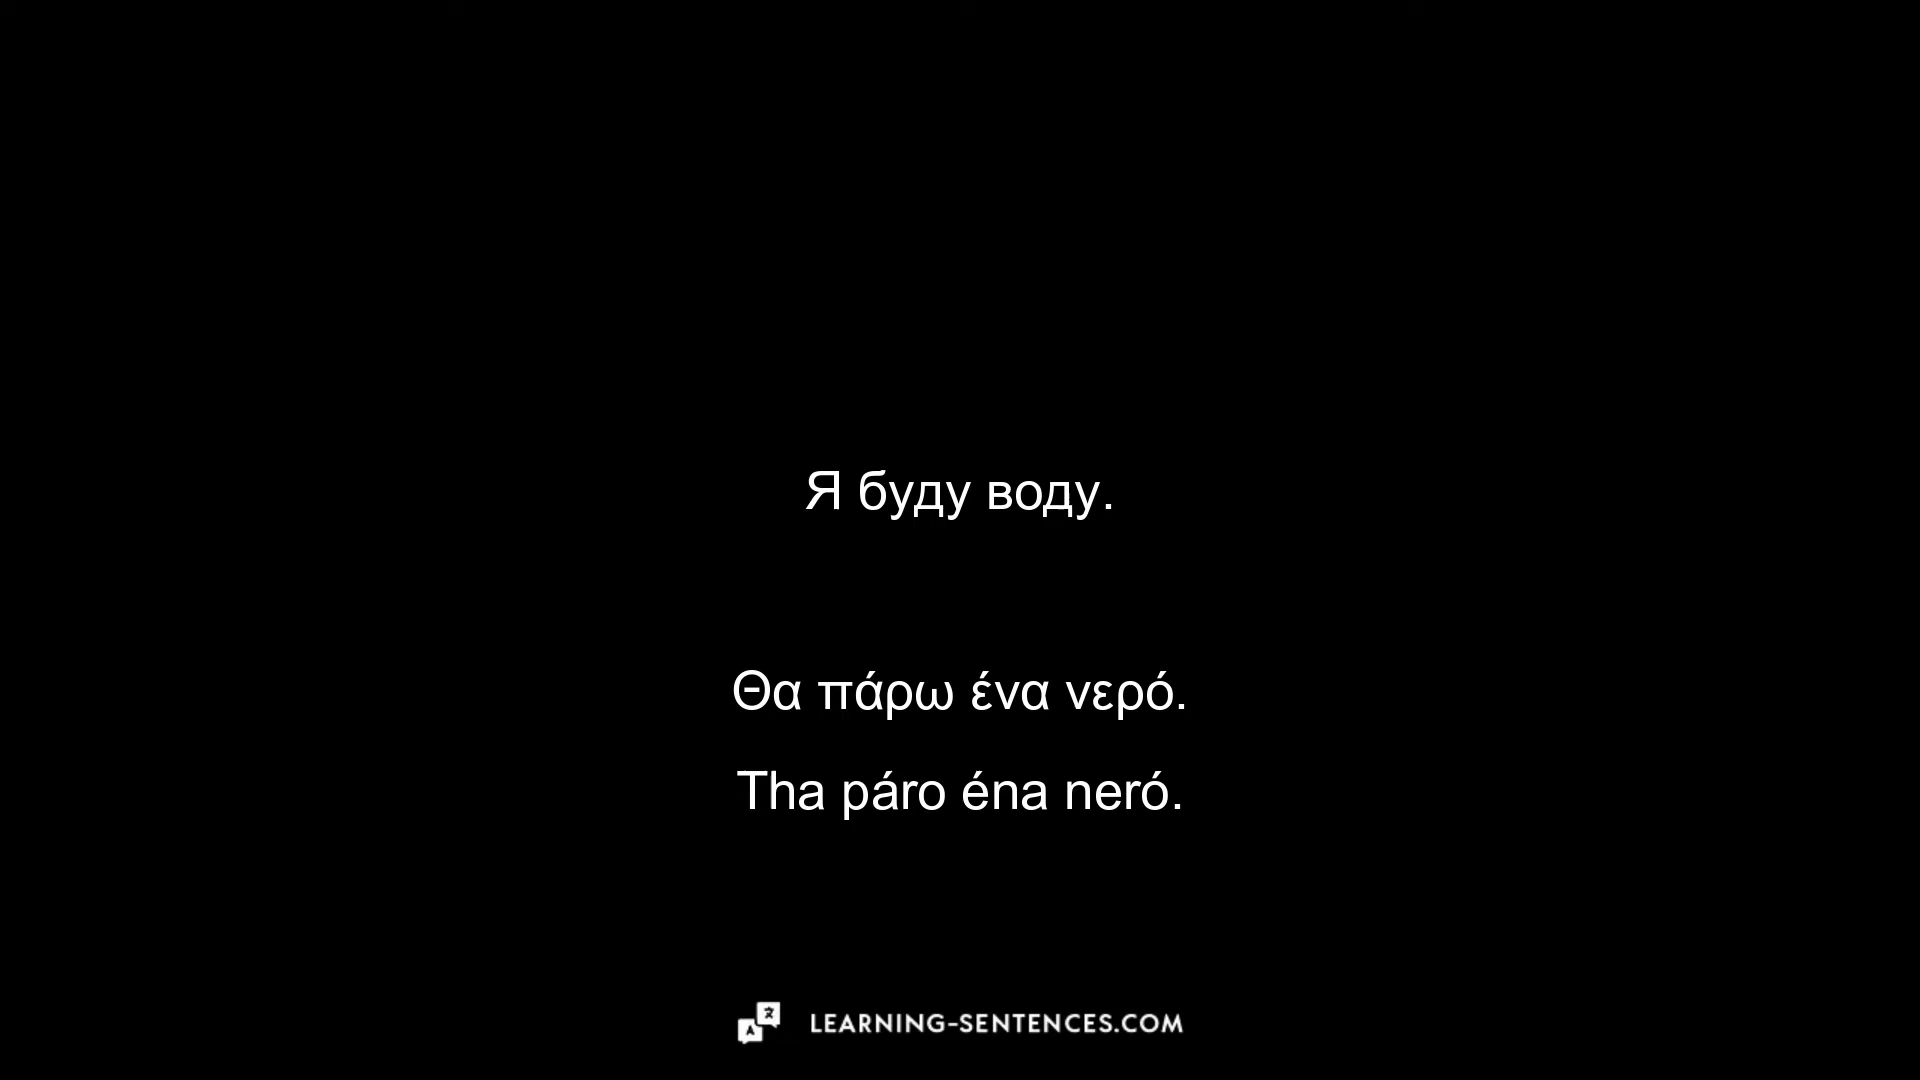 Я буду воду.
Θα πάρω ένα νερό.
Tha páro éna neró.
LEARNING-SENTENCES.COM